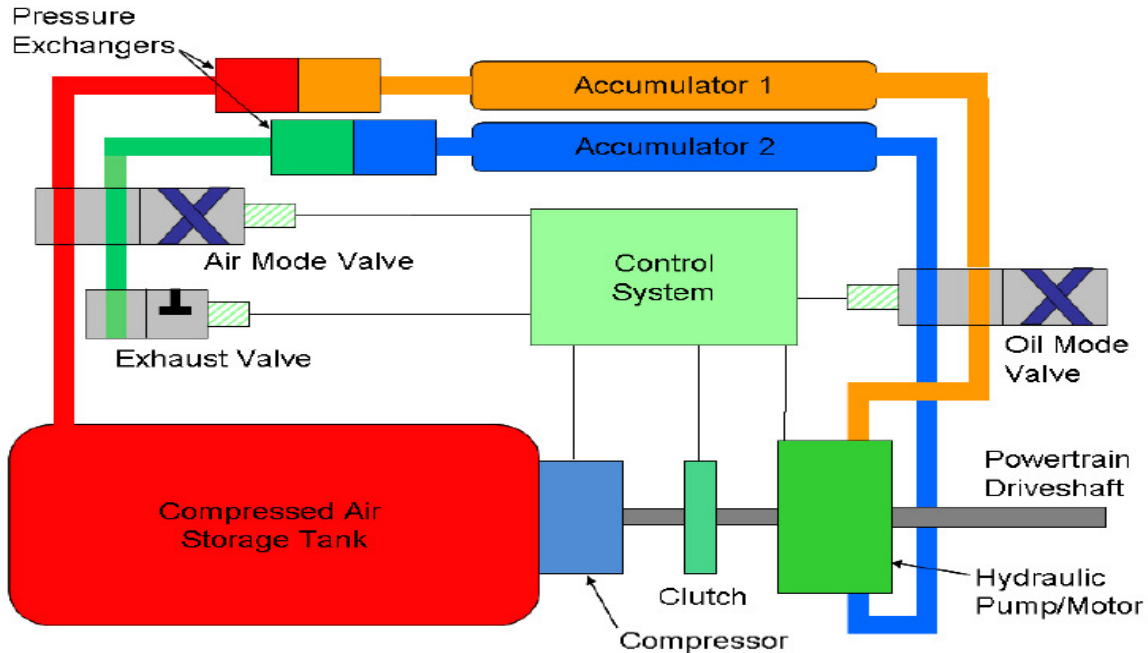 Pressure
Exchangers
Accumulator 1
Accumulator 2
Air Mode Valve
Control
System
Exhaust Valve
Oil Mode
Valve
Compressed Air
Storage Tank
Powertrain
Driveshaft
Clutch
Hydraulic
Pump/Motor
Compressor